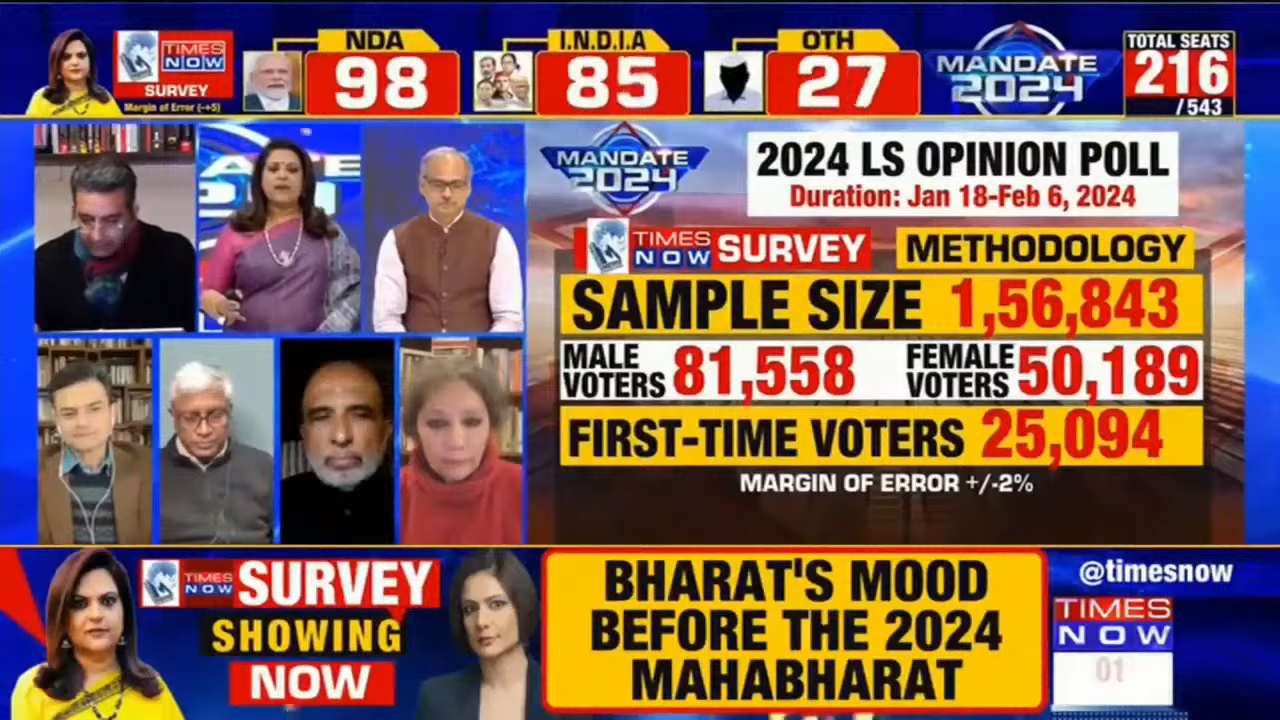 NDA
98
I.N.D.I.A
85
OTH
27
TIMES
NOW
SURVEY
Margin of Error (-+5)
MANDATE
2024
TOTAL SEATS
216
/543
MANDATE
2024
2024 LS OPINION POLL
Duration: Jan 18-Feb 6, 2024
TIMES
NOW
SURVEY
METHODOLOGY
SAMPLE SIZE 1,56,843
MALE
VOTERS 81,558
FEMALE
VOTERS 50,189
FIRST-TIME VOTERS 25,094
MARGIN OF ERROR +/-2%
TIMES
NOW
SURVEY
SHOWING
NOW
BHARAT'S MOOD
BEFORE THE 2024
MAHABHARAT
@timesnow
TIMES
NOW
01